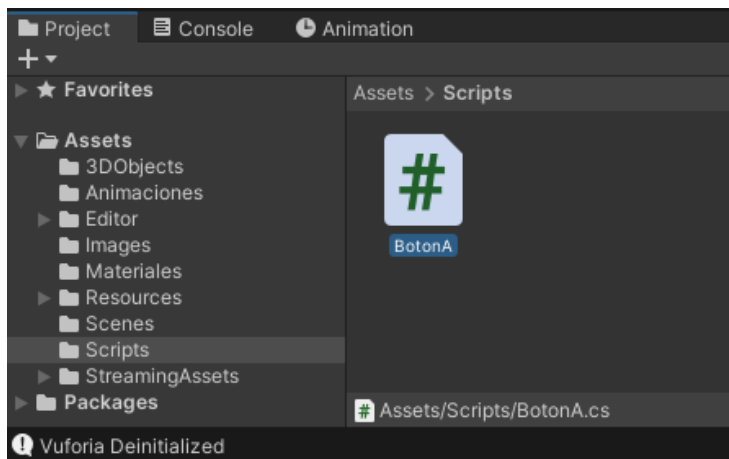 Project Console Animation
Favorites
Assets
3DObjects
Animaciones
Editor
Images
Materiales
Resources
Scenes
Scripts
StreamingAssets
Packages
Assets > Scripts
#
BotonA
# Assets/Scripts/BotonA.cs
Vuforia Deinitialized